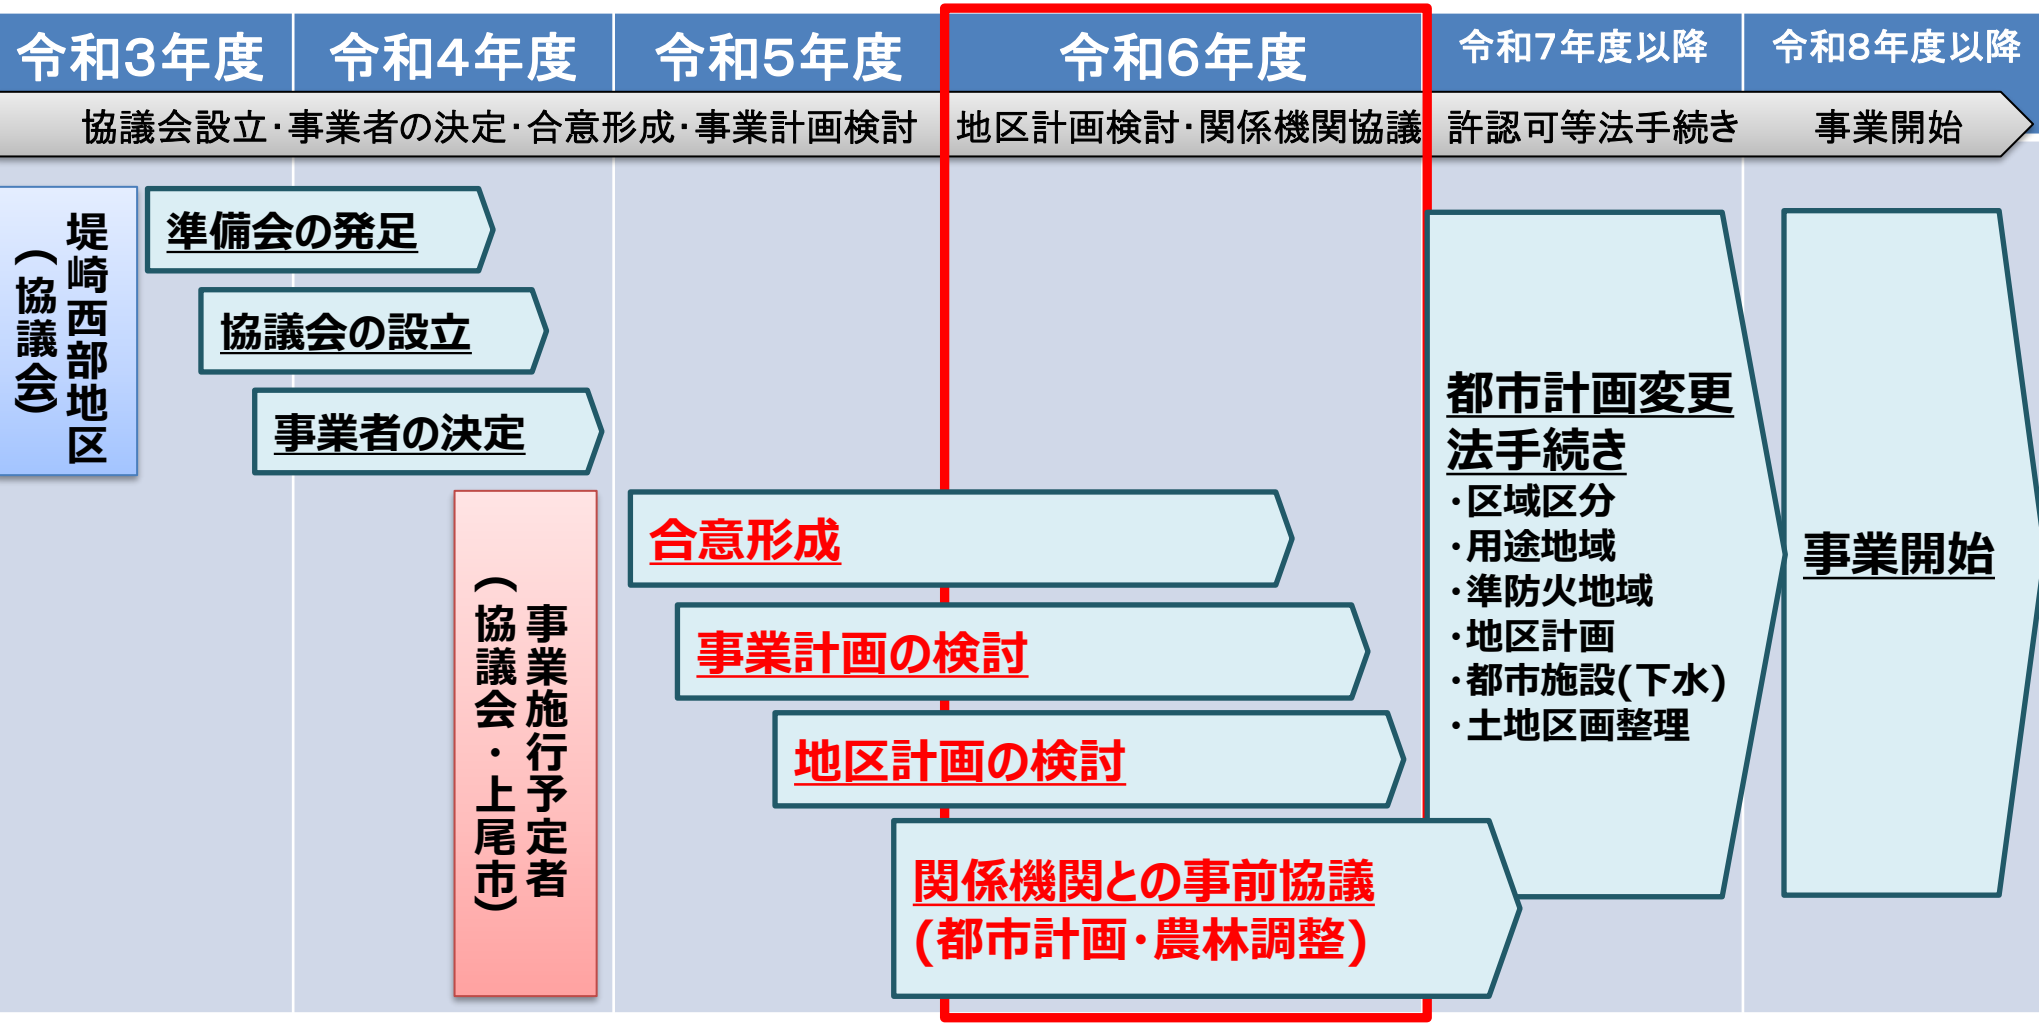 令和3年度
令和4年度
令和5年度
令和6年度
令和7年度以降
令和8年度以降
協議会設立・事業者の決定・合意形成・事業計画検討
地区計画検討・関係機関協議
許認可等法手続き
事業開始
堤崎西部地区
(協議会)
準備会の発足
協議会の設立
事業者の決定
事業施行予定者
(協議会・上尾市)
合意形成
事業計画の検討
地区計画の検討
関係機関との事前協議
(都市計画・農林調整)
都市計画変更
法手続き
・区域区分
・用途地域
・準防火地域
・地区計画
・都市施設(下水)
・土地区画整理
事業開始